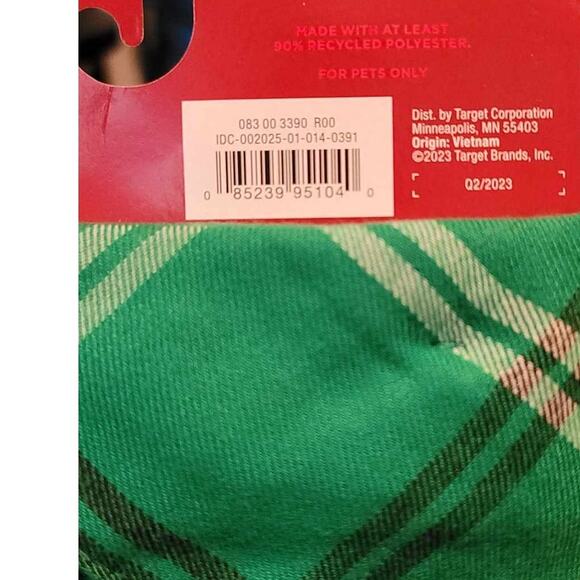 MADE WITH AT LEAST
90% RECYCLED POLYESTER.
FOR PETS ONLY
083 00 3390 R00
IDC-002025-01-014-0391
0 85239 95104 0
Dist. by Target Corporation
Minneapolis, MN 55403
Origin: Vietnam
©2023 Target Brands, Inc.
Q2/2023